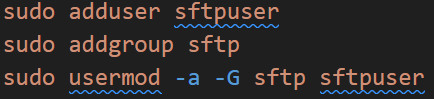 sudo adduser sftpuser
sudo addgroup sftp
sudo usermod -a -G sftp sftpuser